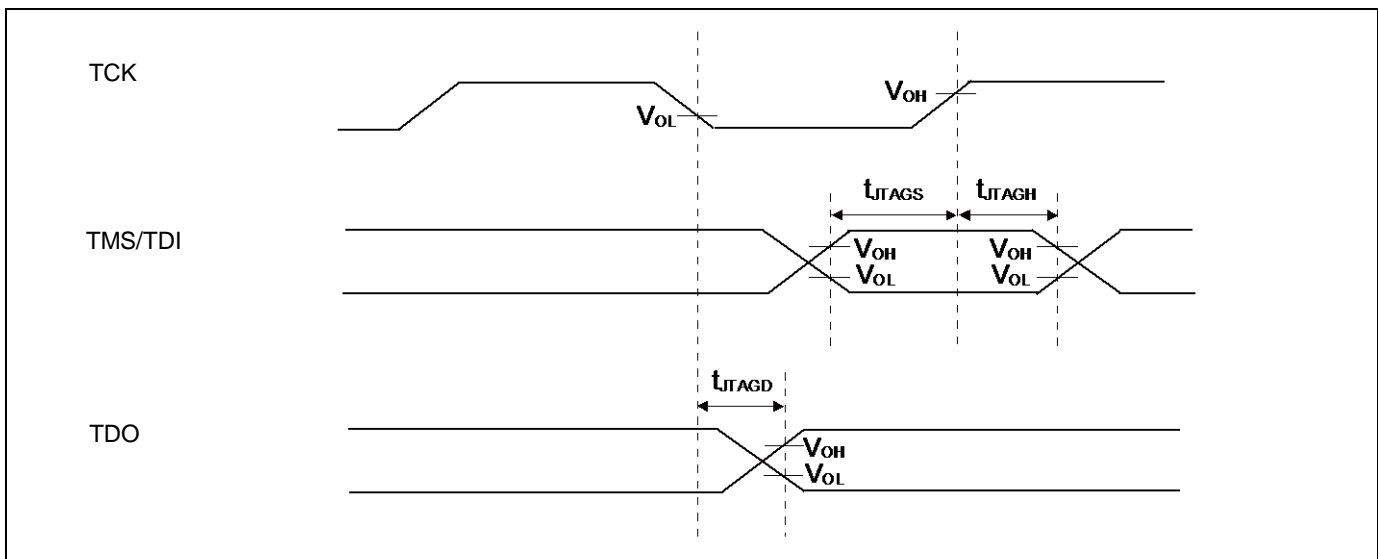 TCK
VOL
VOH
tJTAGS
tJTAGH
TMS/TDI
VOH
VOL
VOH
VOL
tJTAGD
TDO
VOH
VOL